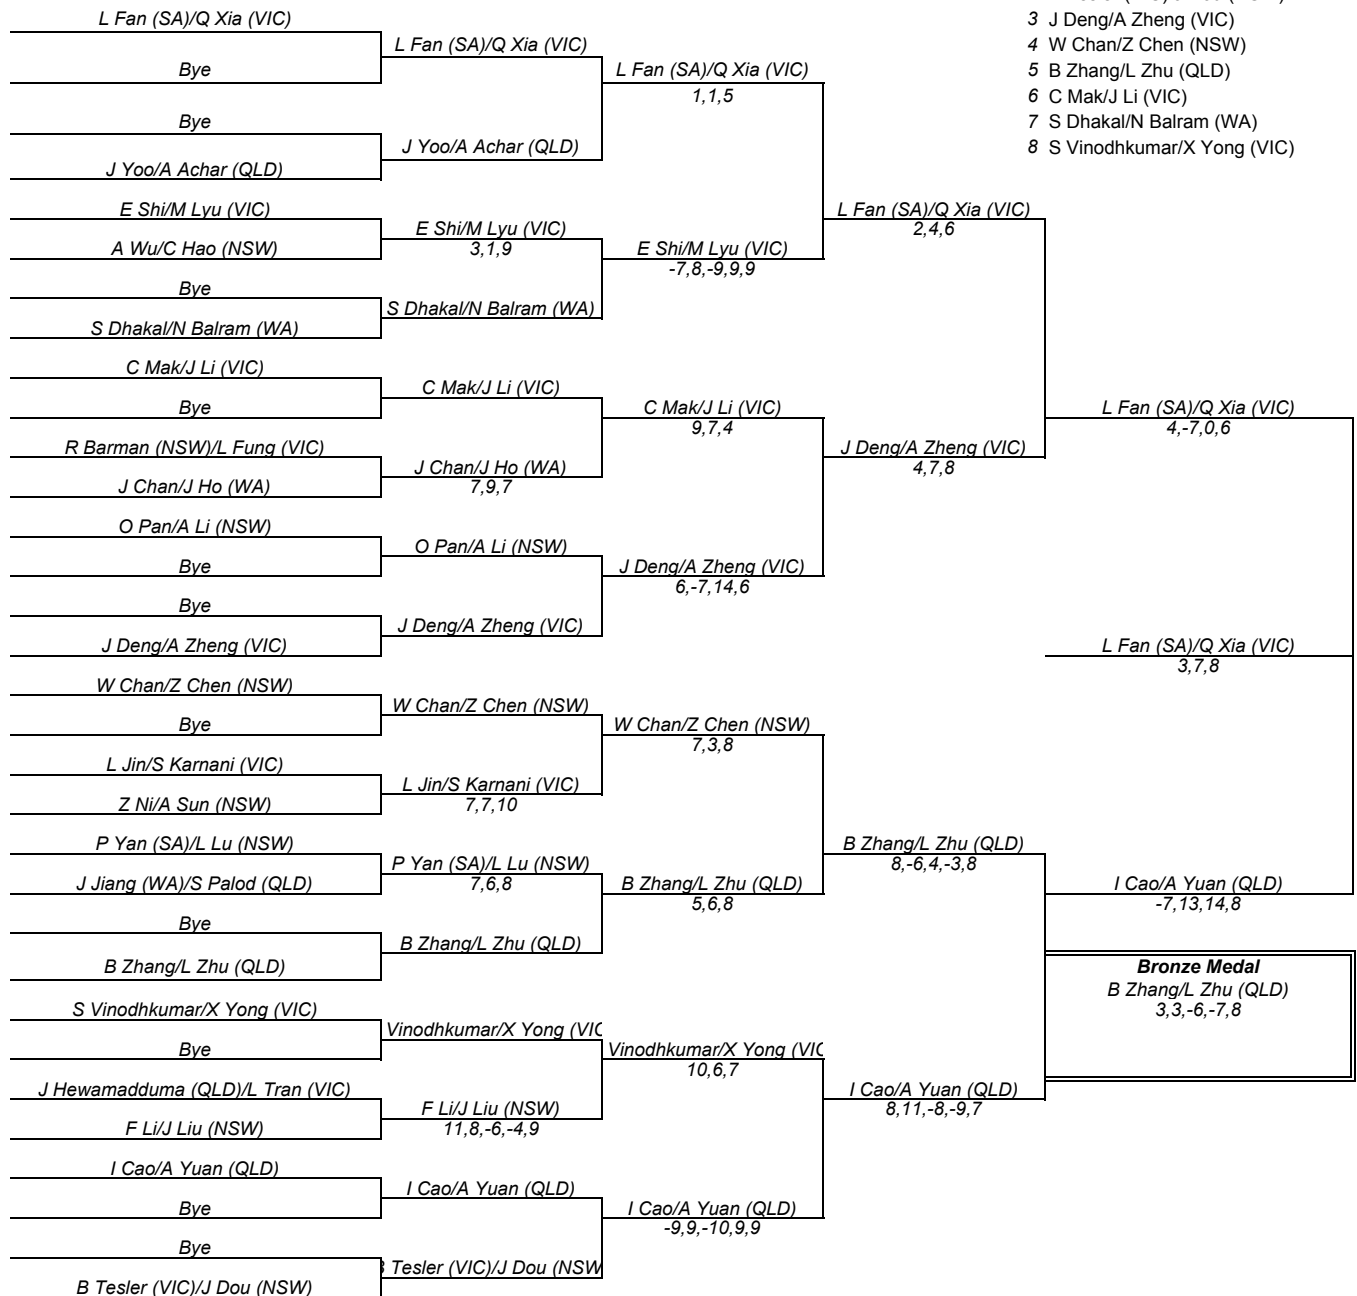 3 J Deng/A Zheng (VIC)
4 W Chan/Z Chen (NSW)
5 B Zhang/L Zhu (QLD)
6 C Mak/J Li (VIC)
7 S Dhakal/N Balram (WA)
8 S Vinodhkumar/X Yong (VIC)
L Fan (SA)/Q Xia (VIC)
Bye
Bye
J Yoo/A Achar (QLD)
E Shi/M Lyu (VIC)
A Wu/C Hao (NSW)
Bye
S Dhakal/N Balram (WA)
C Mak/J Li (VIC)
Bye
R Barman (NSW)/L Fung (VIC)
J Chan/J Ho (WA)
O Pan/A Li (NSW)
Bye
Bye
J Deng/A Zheng (VIC)
W Chan/Z Chen (NSW)
Bye
L Jin/S Karnani (VIC)
Z Ni/A Sun (NSW)
P Yan (SA)/L Lu (NSW)
J Jiang (WA)/S Palod (QLD)
Bye
B Zhang/L Zhu (QLD)
S Vinodhkumar/X Yong (VIC)
Bye
J Hewamadduma (QLD)/L Tran (VIC)
F Li/J Liu (NSW)
I Cao/A Yuan (QLD)
Bye
Bye
B Tesler (VIC)/J Dou (NSW)
L Fan (SA)/Q Xia (VIC)
J Yoo/A Achar (QLD)
E Shi/M Lyu (VIC)
3,1,9
S Dhakal/N Balram (WA)
C Mak/J Li (VIC)
J Chan/J Ho (WA)
7,9,7
O Pan/A Li (NSW)
J Deng/A Zheng (VIC)
W Chan/Z Chen (NSW)
L Jin/S Karnani (VIC)
7,7,10
P Yan (SA)/L Lu (NSW)
7,6,8
B Zhang/L Zhu (QLD)
Vinodhkumar/X Yong (VIC
F Li/J Liu (NSW)
11,8,-6,-4,9
I Cao/A Yuan (QLD)
Tesler (VIC)/J Dou (NSW
L Fan (SA)/Q Xia (VIC)
1,1,5
E Shi/M Lyu (VIC)
-7,8,-9,9,9
C Mak/J Li (VIC)
9,7,4
J Deng/A Zheng (VIC)
6,-7,14,6
W Chan/Z Chen (NSW)
7,3,8
B Zhang/L Zhu (QLD)
5,6,8
Vinodhkumar/X Yong (VIC
10,6,7
I Cao/A Yuan (QLD)
-9,9,-10,9,9
L Fan (SA)/Q Xia (VIC)
2,4,6
J Deng/A Zheng (VIC)
4,7,8
B Zhang/L Zhu (QLD)
8,-6,4,-3,8
I Cao/A Yuan (QLD)
8,11,-8,-9,7
L Fan (SA)/Q Xia (VIC)
4,-7,0,6
L Fan (SA)/Q Xia (VIC)
3,7,8
I Cao/A Yuan (QLD)
-7,13,14,8
Bronze Medal
B Zhang/L Zhu (QLD)
3,3,-6,-7,8